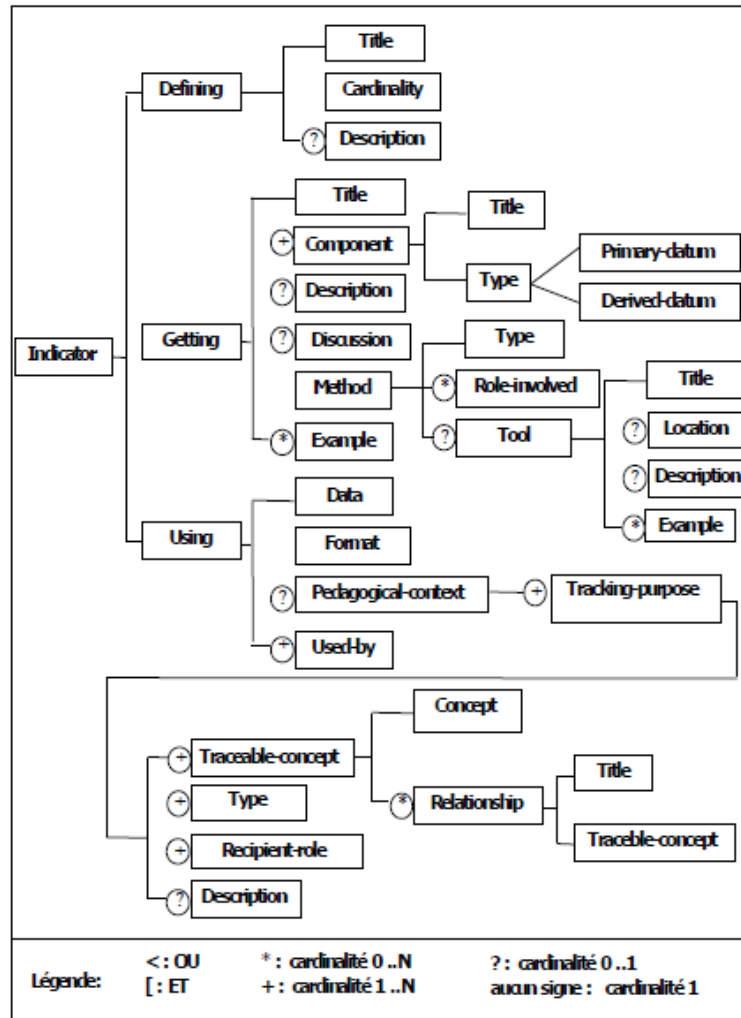 Title
Defining
Cardinality
? Description
Title
+ Component
Title
Type
Primary-datum
Derived-datum
? Description
Getting
? Discussion
Indicator
Method
Type
* Role-involved
? Tool
Title
? Location
? Description
* Example
* Example
Using
Data
Format
? Pedagogical-context
+ Tracking-purpose
+ Used-by
+ Traceable-concept
Concept
* Relationship
Title
Traceble-concept
+ Type
+ Recipient-role
? Description
Légende:
< : OU * : cardinalité 0 ..N ? : cardinalité 0 ..1
[ : ET + : cardinalité 1 ..N aucun signe : cardinalité 1